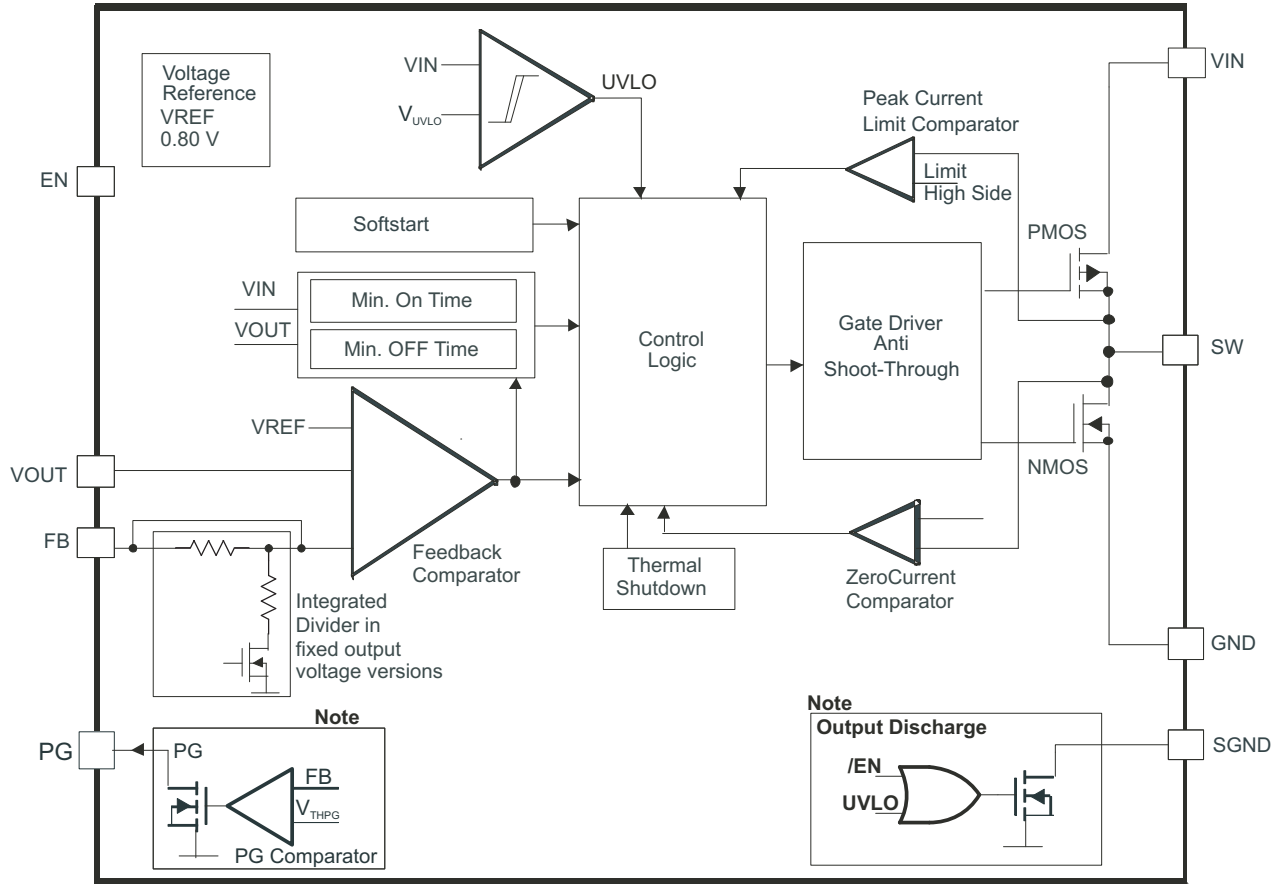 VIN
Voltage
Reference
VREF
0.80 V
VIN
V_UVLO
UVLO
Peak Current
Limit Comparator
Limit
High Side
EN
Softstart
PMOS
VIN
VOUT
Min. On Time
Min. OFF Time
Control
Logic
Gate Driver
Anti
Shoot-Through
SW
VREF
VOUT
NMOS
FB
Feedback
Comparator
Thermal
Shutdown
ZeroCurrent
Comparator
Integrated
Divider in
fixed output
voltage versions
GND
Note
PG
PG
FB
V_THPG
PG Comparator
Note
Output Discharge
/EN
UVLO
SGND